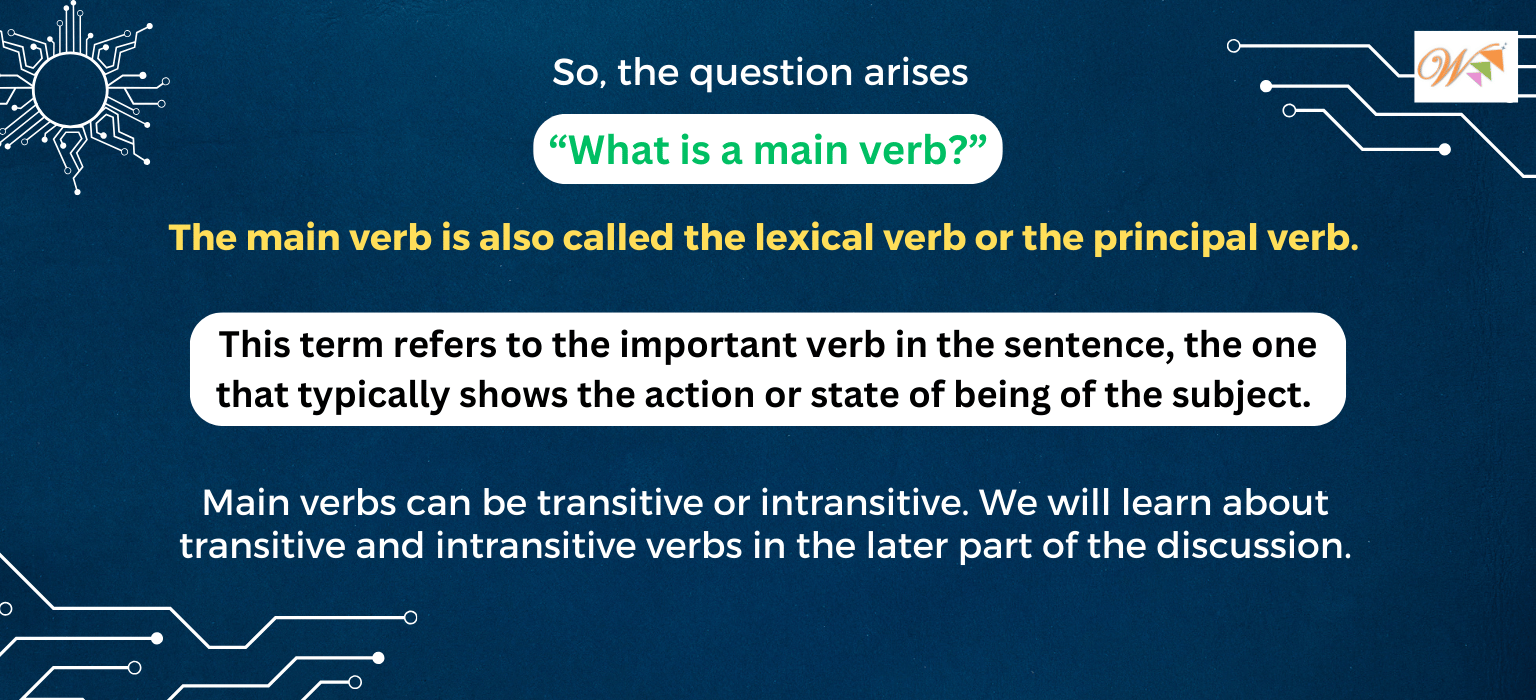 So, the question arises
“What is a main verb?”
The main verb is also called the lexical verb or the principal verb.
This term refers to the important verb in the sentence, the one
that typically shows the action or state of being of the subject.
Main verbs can be transitive or intransitive. We will learn about
transitive and intransitive verbs in the later part of the discussion.
W